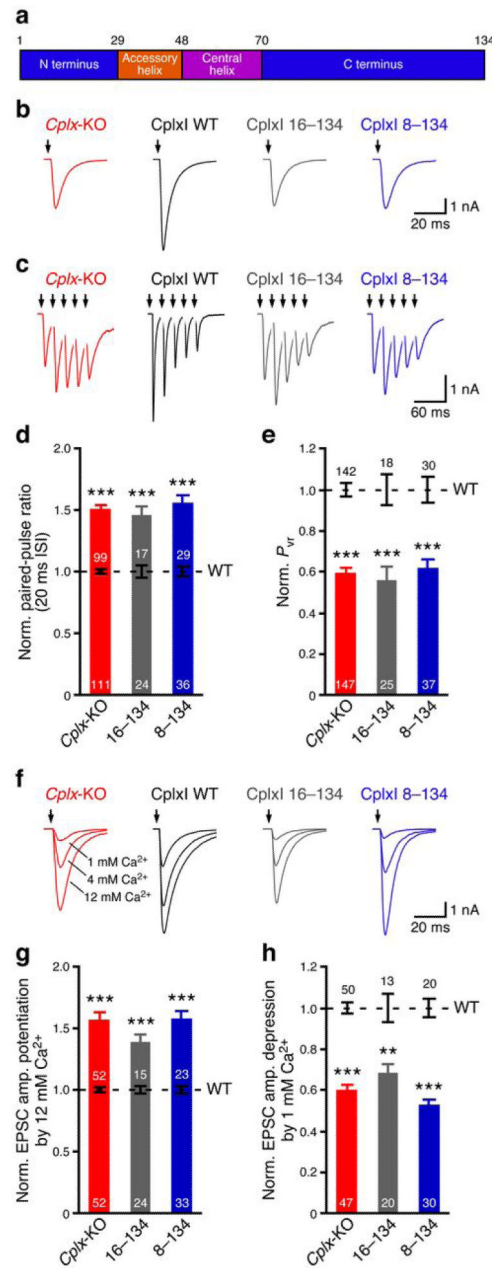 a
1 29 48 70 134
N terminus Accessory helix Central helix C terminus
b
Cplx-KO CplxI WT CplxI 16–134 CplxI 8–134
1 nA
20 ms
c
Cplx-KO CplxI WT CplxI 16–134 CplxI 8–134
1 nA
60 ms
d
Norm. paired-pulse ratio
(20 ms ISI)
2.0
1.5
1.0
0.5
0
*** *** ***
99 17 29
WT
111 24 36
Cplx-KO 16–134 8–134
e
Norm. Pvr
1.2
1.0
0.8
0.6
0.4
0.2
0
142 18 30
WT
*** *** ***
147 25 37
Cplx-KO 16–134 8–134
f
Cplx-KO CplxI WT CplxI 16–134 CplxI 8–134
1 mM Ca2+
4 mM Ca2+
12 mM Ca2+
1 nA
20 ms
g
Norm. EPSC amp. potentiation
by 12 mM Ca2+
2.0
1.5
1.0
0.5
0
*** *** ***
52 15 23
WT
52 24 33
Cplx-KO 16–134 8–134
h
Norm. EPSC amp. depression
by 1 mM Ca2+
1.2
1.0
0.8
0.6
0.4
0.2
0
50 13 20
WT
*** ** ***
47 20 30
Cplx-KO 16–134 8–134